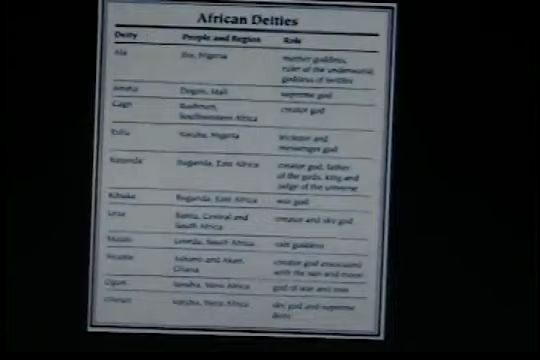 African Deities
Deity People and Region Role
Ala Ibo, Nigeria mother goddess,
ruler of the underworld,
goddess of fertility
Amma Dogon, Mali supreme god
Cagn Bushmen, creator god
Southwestern Africa
Eshu Yoruba, Nigeria trickster and
messenger god
Katonda Buganda, East Africa creator god, father
of the gods, king and
judge of the universe
Kibuka Buganda, East Africa war god
Leza Bantu, Central and creator and sky god
South Africa
Lovedu, South Africa rain goddess
Ashanti and Akan, creator god associated
Ghana with the sun and moon
Ogun Yoruba, West Africa god of war and iron
Yoruba, West Africa sky god and supreme
deity